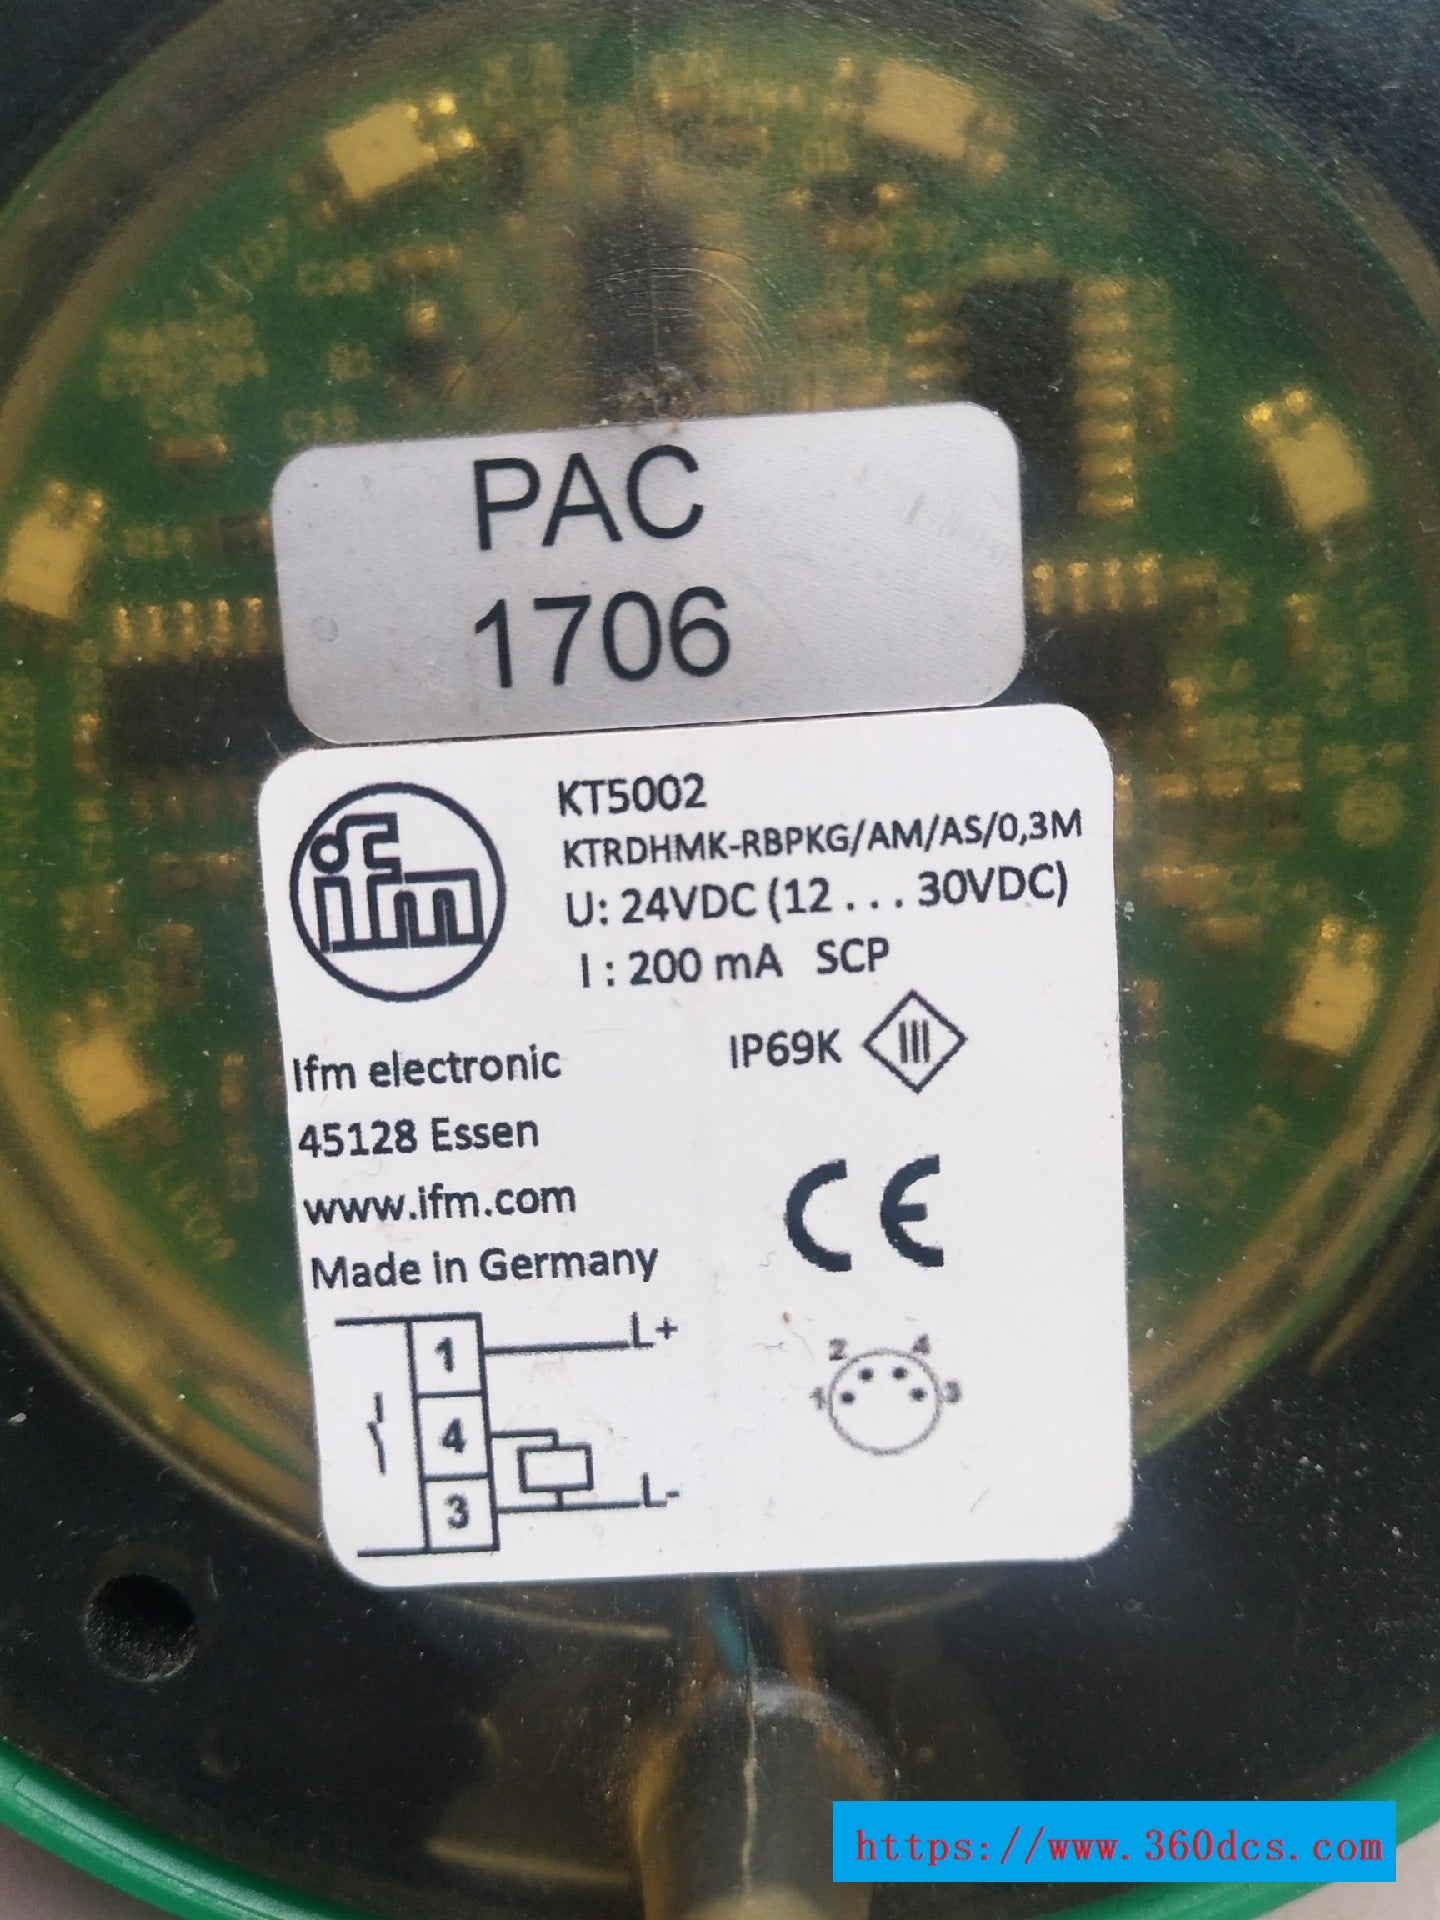 PAC
1706
ifm
KT5002
KTRDHMK-RBPKG/AM/AS/0,3M
U: 24VDC (12 . . . 30VDC)
I : 200 mA SCP
IP69K
III
Ifm electronic
45128 Essen
www.ifm.com
Made in Germany
CE
1 L+
4
3 L-
2 4
1 3
C28
https://www.360dcs.com